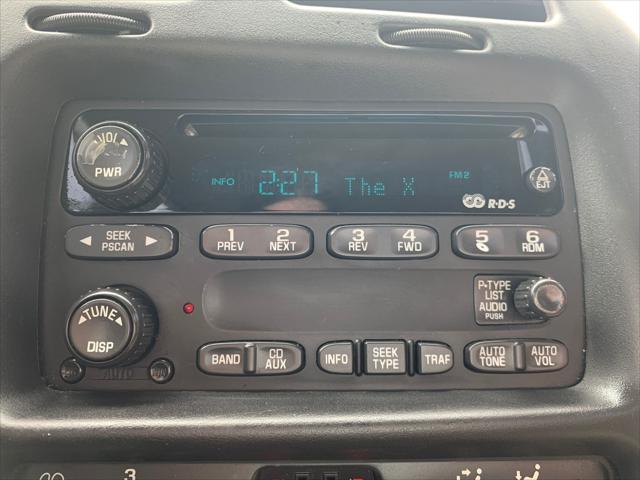 VOL
PWR
INFO 2:27 The X FM2
EJT
R·D·S
SEEK
PSCAN
1 2 3 4 5 6
PREV NEXT REV FWD RDM
P-TYPE
LIST
AUDIO
PUSH
TUNE
DISP
BAND CD AUX INFO SEEK TYPE TRAF AUTO TONE AUTO VOL
AUTO
3